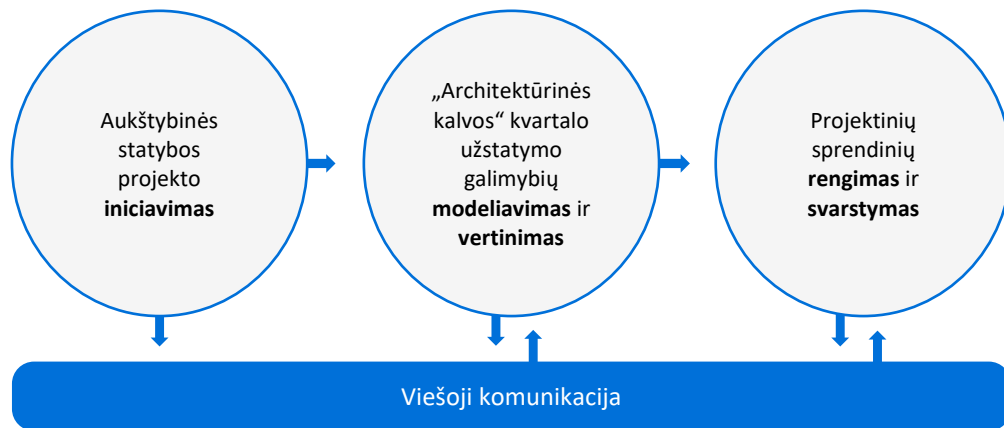 Aukštybinės
statybos
projekto
iniciavimas
„Architektūrinės
kalvos“ kvartalo
užstatymo
galimybių
modeliavimas ir
vertinimas
Projektinių
sprendinių
rengimas ir
svarstymas
Viešoji komunikacija